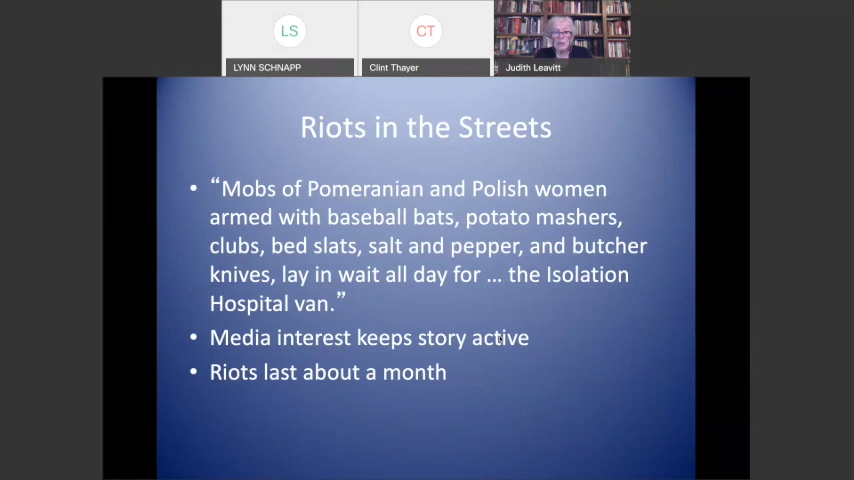 LS
CT
LYNN SCHNAPP
Clint Thayer
Judith Leavitt
Riots in the Streets
• “Mobs of Pomeranian and Polish women
armed with baseball bats, potato mashers,
clubs, bed slats, salt and pepper, and butcher
knives, lay in wait all day for … the Isolation
Hospital van.”
• Media interest keeps story active
• Riots last about a month